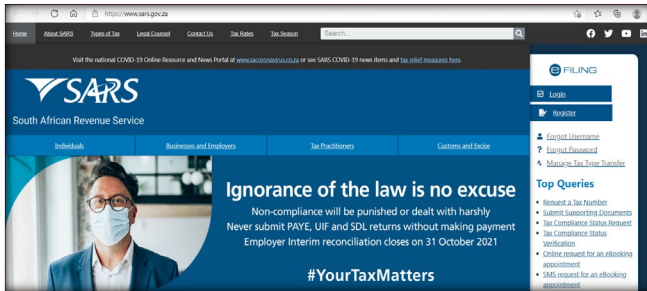 https://www.sars.gov.za
Home About SARS Types of Tax Legal Counsel Contact Us Tax Rates Tax Season Search...
Visit the national COVID-19 Online Resource and News Portal at www.sacoronavirus.co.za or see SARS COVID-19 news items and tax relief measures here.
SARS
South African Revenue Service
Individuals Businesses and Employers Tax Practitioners Customs and Excise
Ignorance of the law is no excuse
Non-compliance will be punished or dealt with harshly
Never submit PAYE, UIF and SDL returns without making payment
Employer Interim reconciliation closes on 31 October 2021
#YourTaxMatters
e FILING
Login
Register
Forgot Username
Forgot Password
Manage Tax Type Transfer
Top Queries
Request a Tax Number
Submit Supporting Documents
Tax Compliance Status Request
Tax Compliance Status
Verification
Online request for an eBooking
appointment
SMS request for an eBooking
appointment